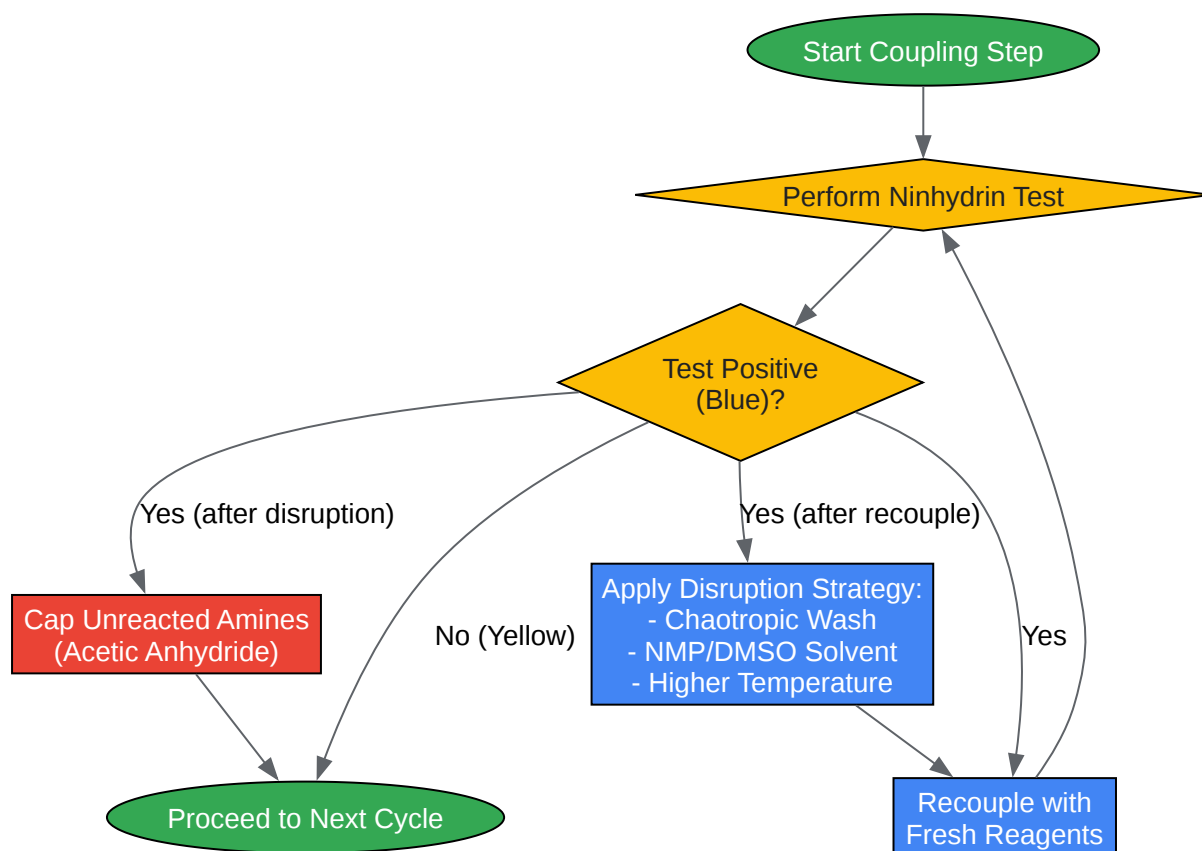 Start Coupling Step
Perform Ninhydrin Test
Test Positive
(Blue)?
Yes (after disruption)
Yes (after recouple)
Cap Unreacted Amines
(Acetic Anhydride)
No (Yellow)
Apply Disruption Strategy:
- Chaotropic Wash
- NMP/DMSO Solvent
- Higher Temperature
Yes
Proceed to Next Cycle
Recouple with
Fresh Reagents